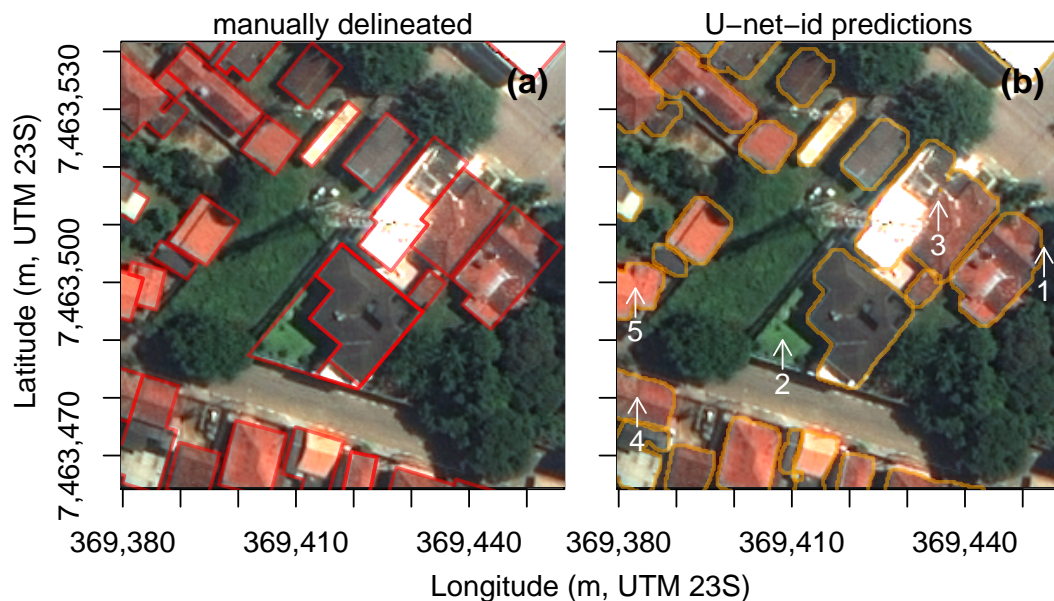 manually delineated
U−net−id predictions
(a)
(b)
7,463,530
7,463,500
7,463,470
Latitude (m, UTM 23S)
1
2
3
4
5
369,380
369,410
369,440
369,380
369,410
369,440
Longitude (m, UTM 23S)